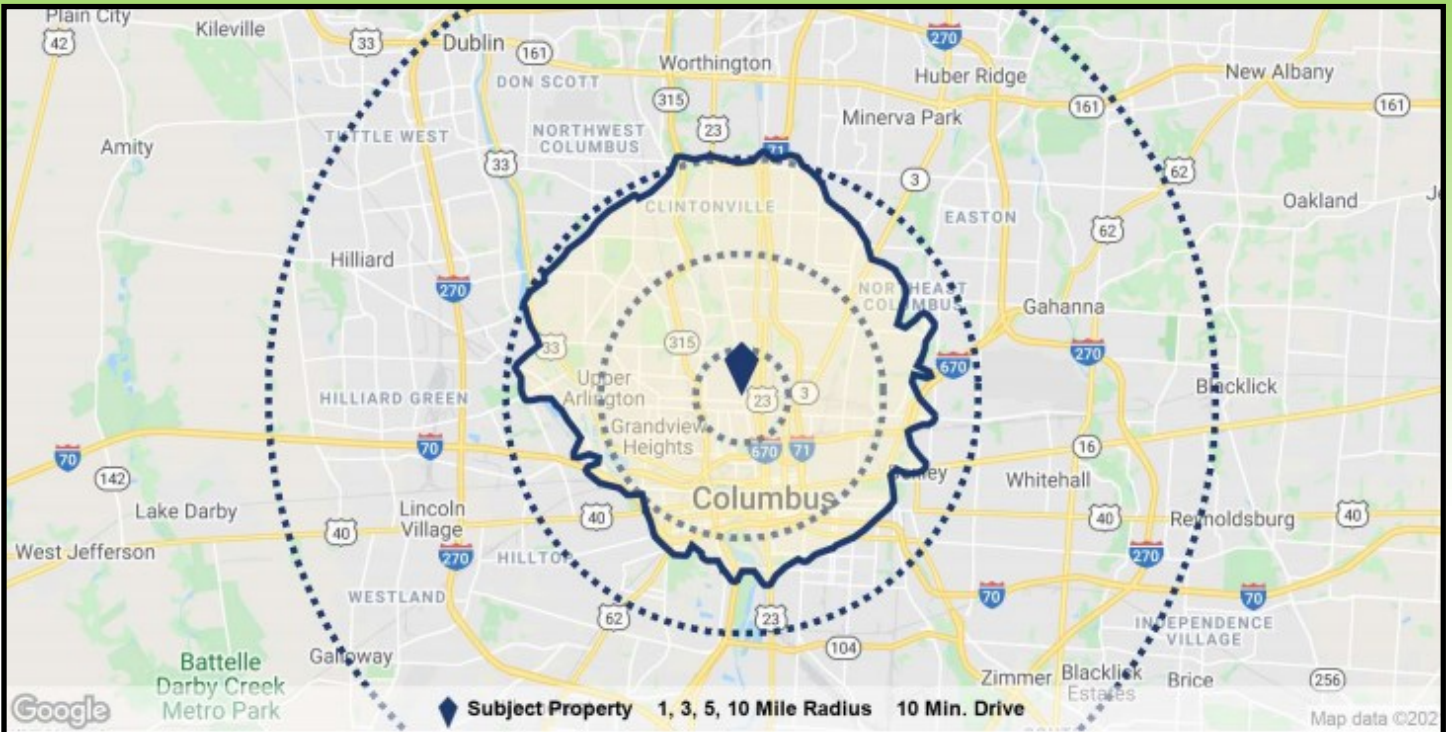 Plain City
Kileville
42
33
Dublin
161
270
Worthington
Huber Ridge
New Albany
DON SCOTT
315
161
161
23
Minerva Park
TUTTLE WEST
NORTHWEST
COLUMBUS
71
Amity
33
3
62
Oakland
CLINTONVILLE
EASTON
62
Hilliard
270
NORTHEAST
COLUMBUS
Gahanna
33
315
270
670
Upper
Arlington
Blacklick
HILLIARD GREEN
23
3
Grandview
Heights
70
70
670
71
16
142
Bexley
Whitehall
Columbus
Lake Darby
Lincoln
Village
40
40
40
Reynoldsburg
40
West Jefferson
270
HILLTOP
270
70
70
WESTLAND
62
23
INDEPENDENCE
VILLAGE
104
Galloway
Battelle
Darby Creek
Metro Park
Zimmer
Blacklick
Estates
Brice
256
Google
Subject Property 1, 3, 5, 10 Mile Radius 10 Min. Drive
Map data ©202